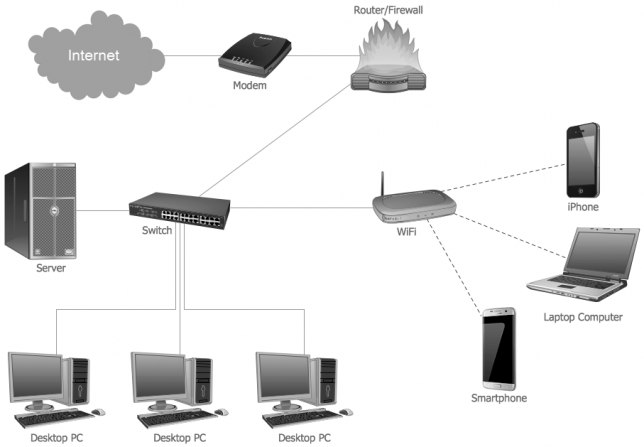 Router/Firewall
Internet
Modem
iPhone
Switch
WiFi
Server
Laptop Computer
Smartphone
Desktop PC
Desktop PC
Desktop PC